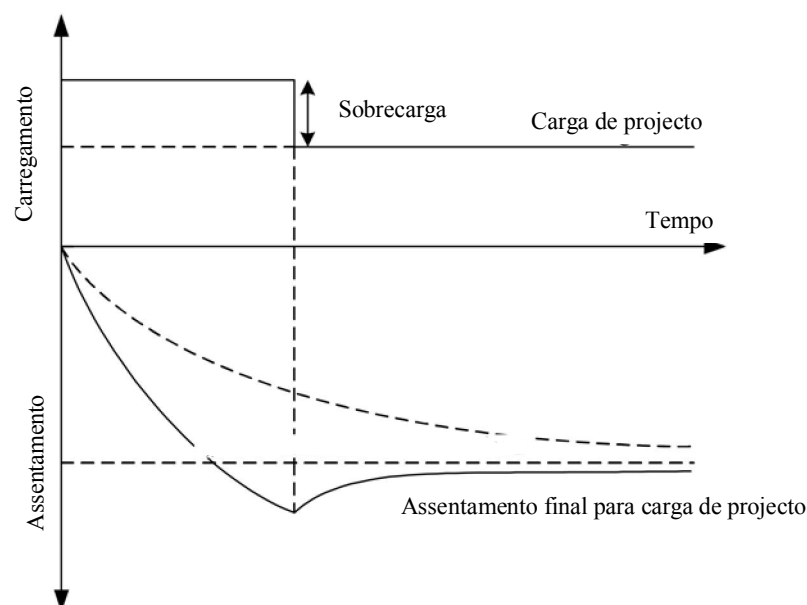 Carregamento
Sobrecarga
Carga de projecto
Tempo
Assentamento
Assentamento final para carga de projecto